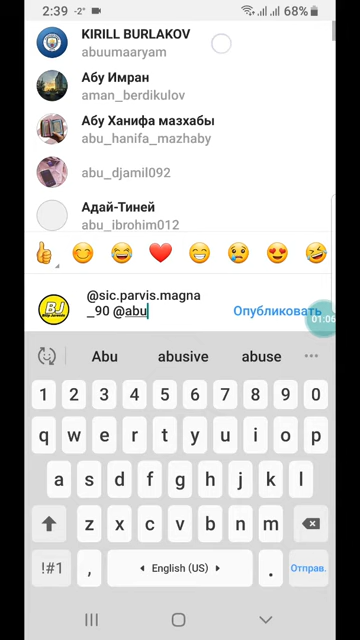 2:39 -2° 68%
KIRILL BURLAKOV
abuumaaryam
Абу Имран
aman_berdikulov
Абу Ханифа мазхабы
abu_hanifa_mazhaby
abu_djamil092
Адай-Тиней
abu_ibrohim012
BJ
@sic.parvis.magna
_90 @abu
Опубликовать
01:06
Abu abusive abuse
1 2 3 4 5 6 7 8 9 0
q w e r t y u i o p
a s d f g h j k l
z x c v b n m
!#1 , English (US) . Отправ.